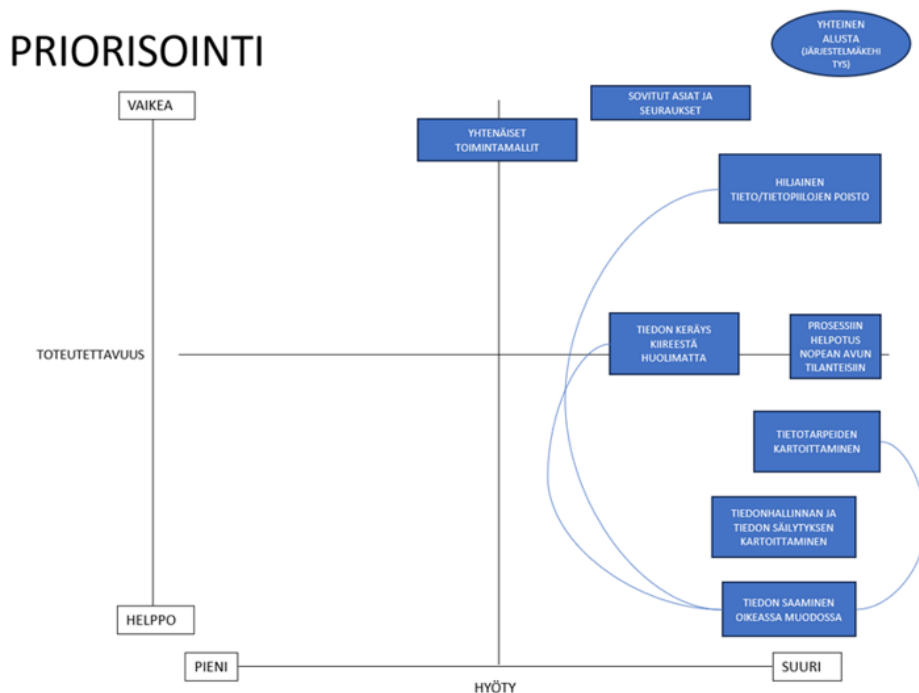 PRIORISOINTI
YHTEINEN
ALUSTA
(JÄRJESTELMÄKEHI
TYS)
VAIKEA
SOVITUT ASIAT JA
SEURAUKSET
YHTENÄISET
TOIMINTAMALLIT
HILJAINEN
TIETO/TIETOPIILOJEN POISTO
TOTEUTETTAVUUS
TIEDON KERÄYS
KIIREESTÄ
HUOLIMATTA
PROSESSIIN
HELPOTUS
NOPEAN AVUN
TILANTEISIIN
TIETOTARPEIDEN
KARTOITTAMINEN
TIEDONHALLINNAN JA
TIEDON SÄILYTYKSEN
KARTOITTAMINEN
TIEDON SAAMINEN
OIKEASSA MUODOSSA
HELPPO
PIENI
SUURI
HYÖTY